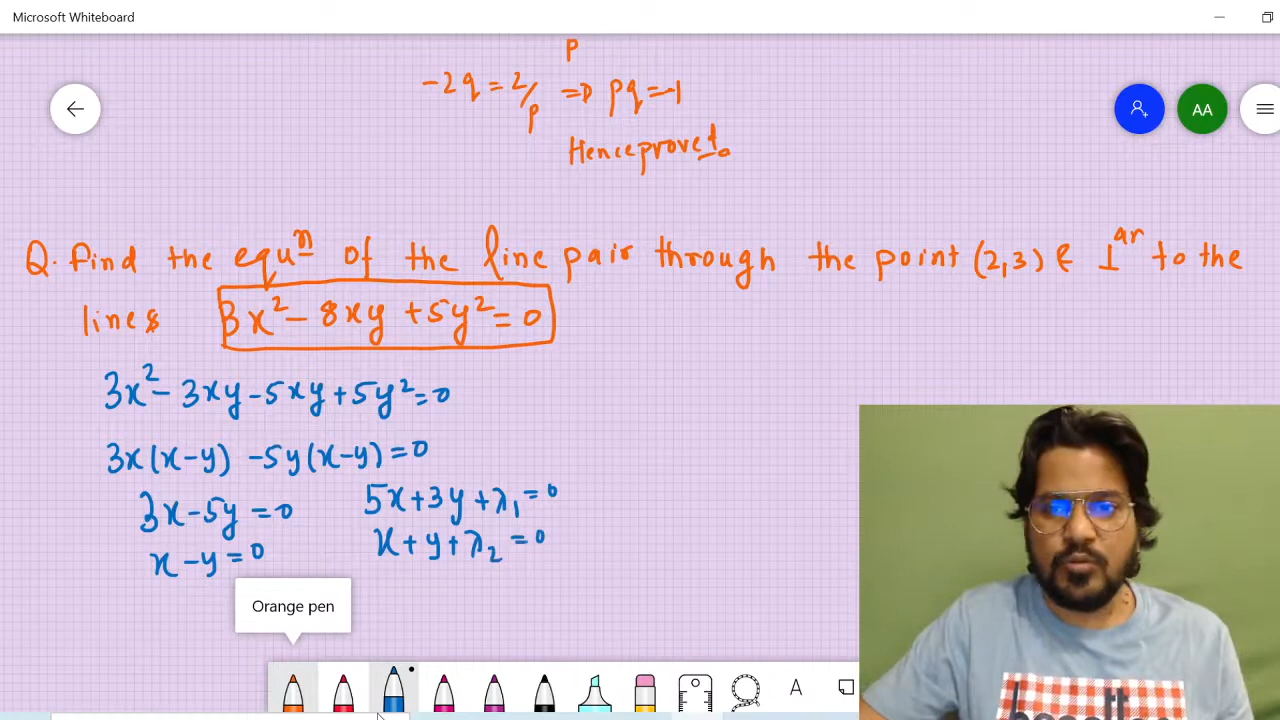 Microsoft Whiteboard
p
-2q = 2/p => pq = -1
Hence proved.
AA
Q. Find the equⁿ of the line pair through the point (2,3) & ⊥ᵃʳ to the
lines 3x² - 8xy + 5y² = 0
3x² - 3xy - 5xy + 5y² = 0
3x(x-y) - 5y(x-y) = 0
3x - 5y = 0 5x + 3y + λ₁ = 0
x - y = 0 x + y + λ₂ = 0
Orange pen
A